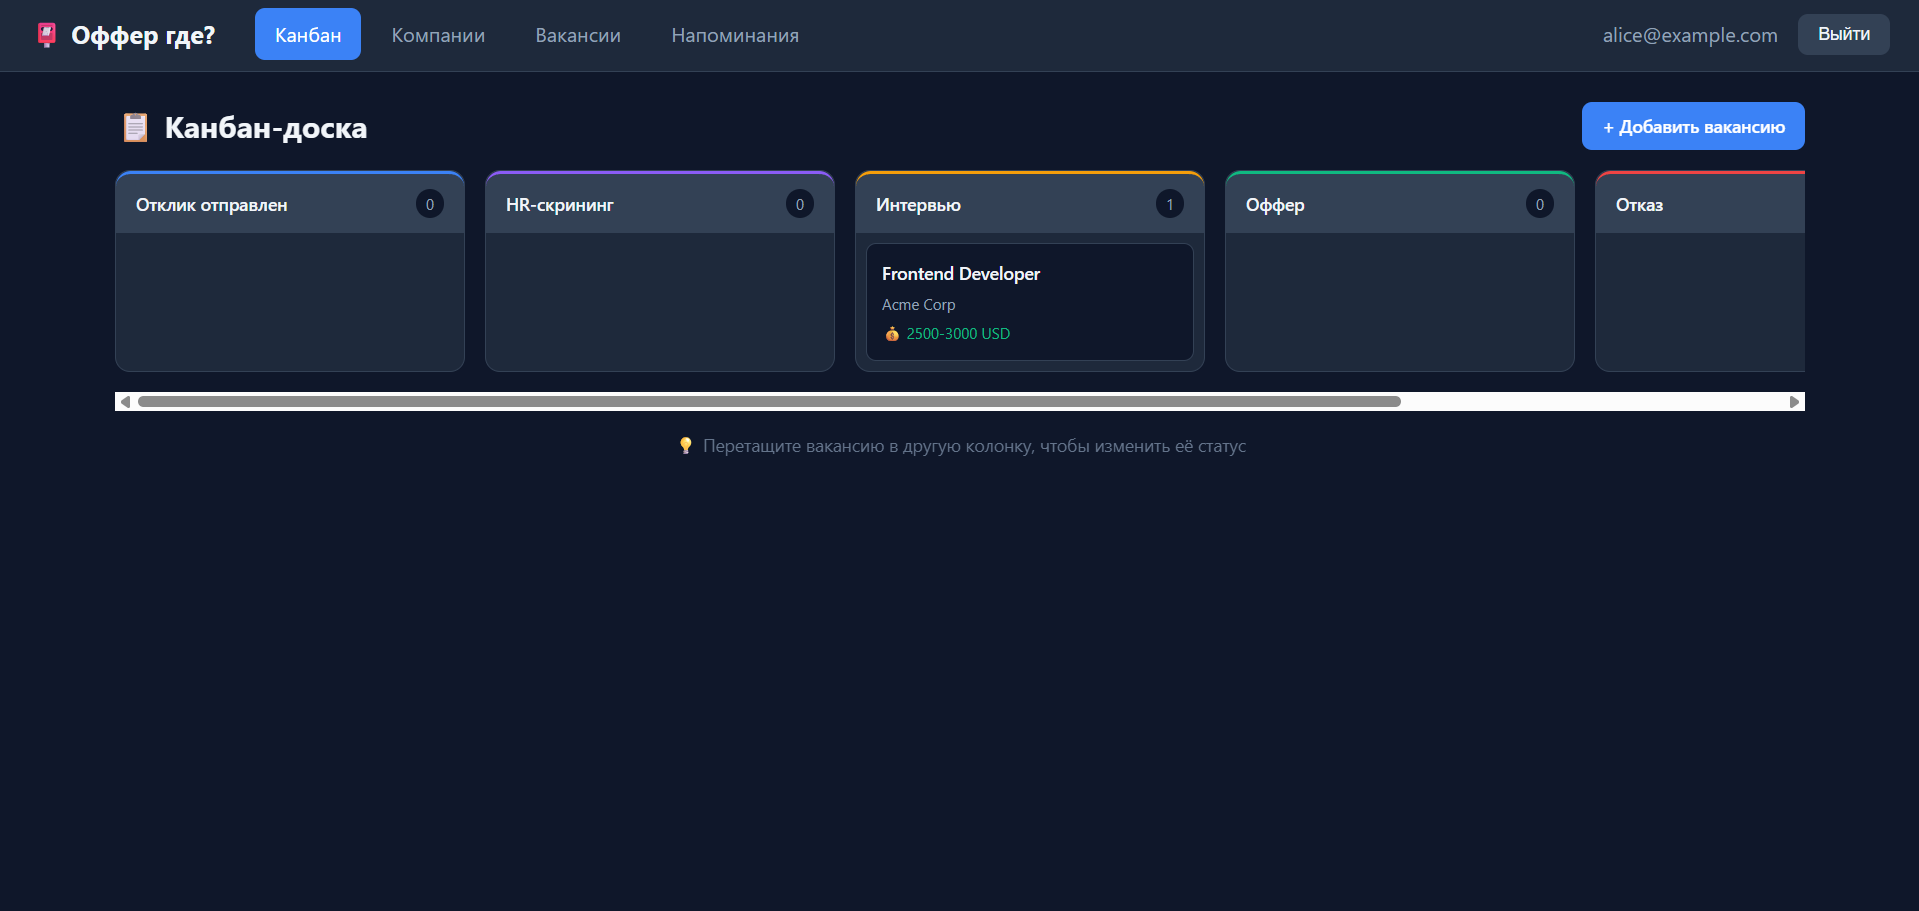 Оффер где?
Канбан
Компании
Вакансии
Напоминания
alice@example.com
Выйти
Канбан-доска
+ Добавить вакансию
Отклик отправлен 0
HR-скрининг 0
Интервью 1
Оффер 0
Отказ
Frontend Developer
Acme Corp
2500-3000 USD
Перетащите вакансию в другую колонку, чтобы изменить её статус